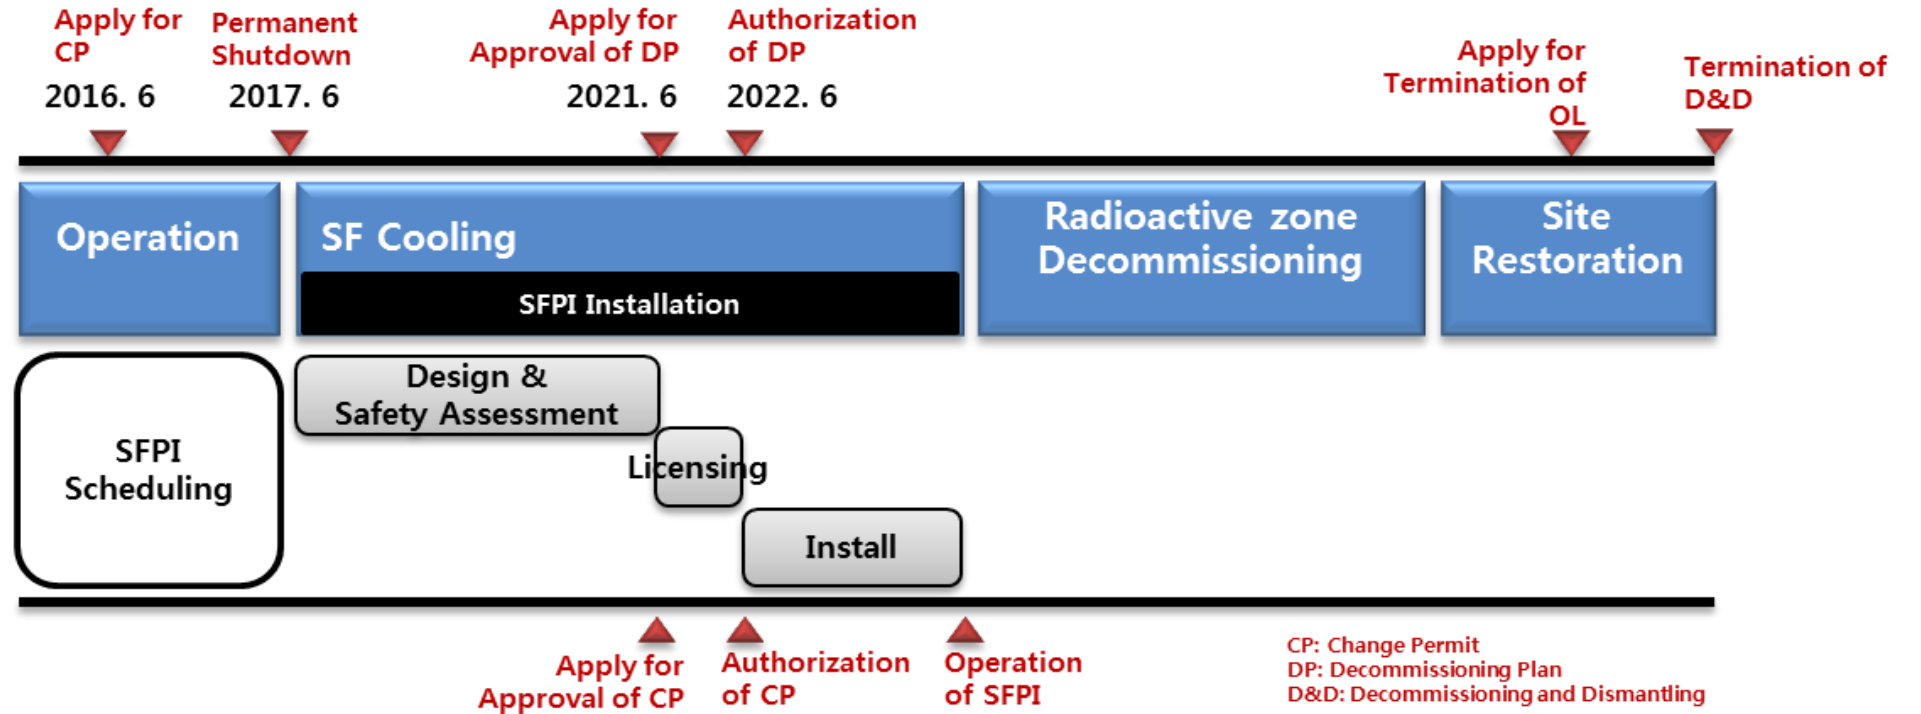 Apply for
CP
2016. 6
Permanent
Shutdown
2017. 6
Apply for
Approval of DP
2021. 6
Authorization
of DP
2022. 6
Apply for
Termination of
OL
Termination of
D&D
Operation
SF Cooling
SFPI Installation
Radioactive zone
Decommissioning
Site
Restoration
SFPI
Scheduling
Design &
Safety Assessment
Licensing
Install
Apply for
Approval of CP
Authorization
of CP
Operation
of SFPI
CP: Change Permit
DP: Decommissioning Plan
D&D: Decommissioning and Dismantling